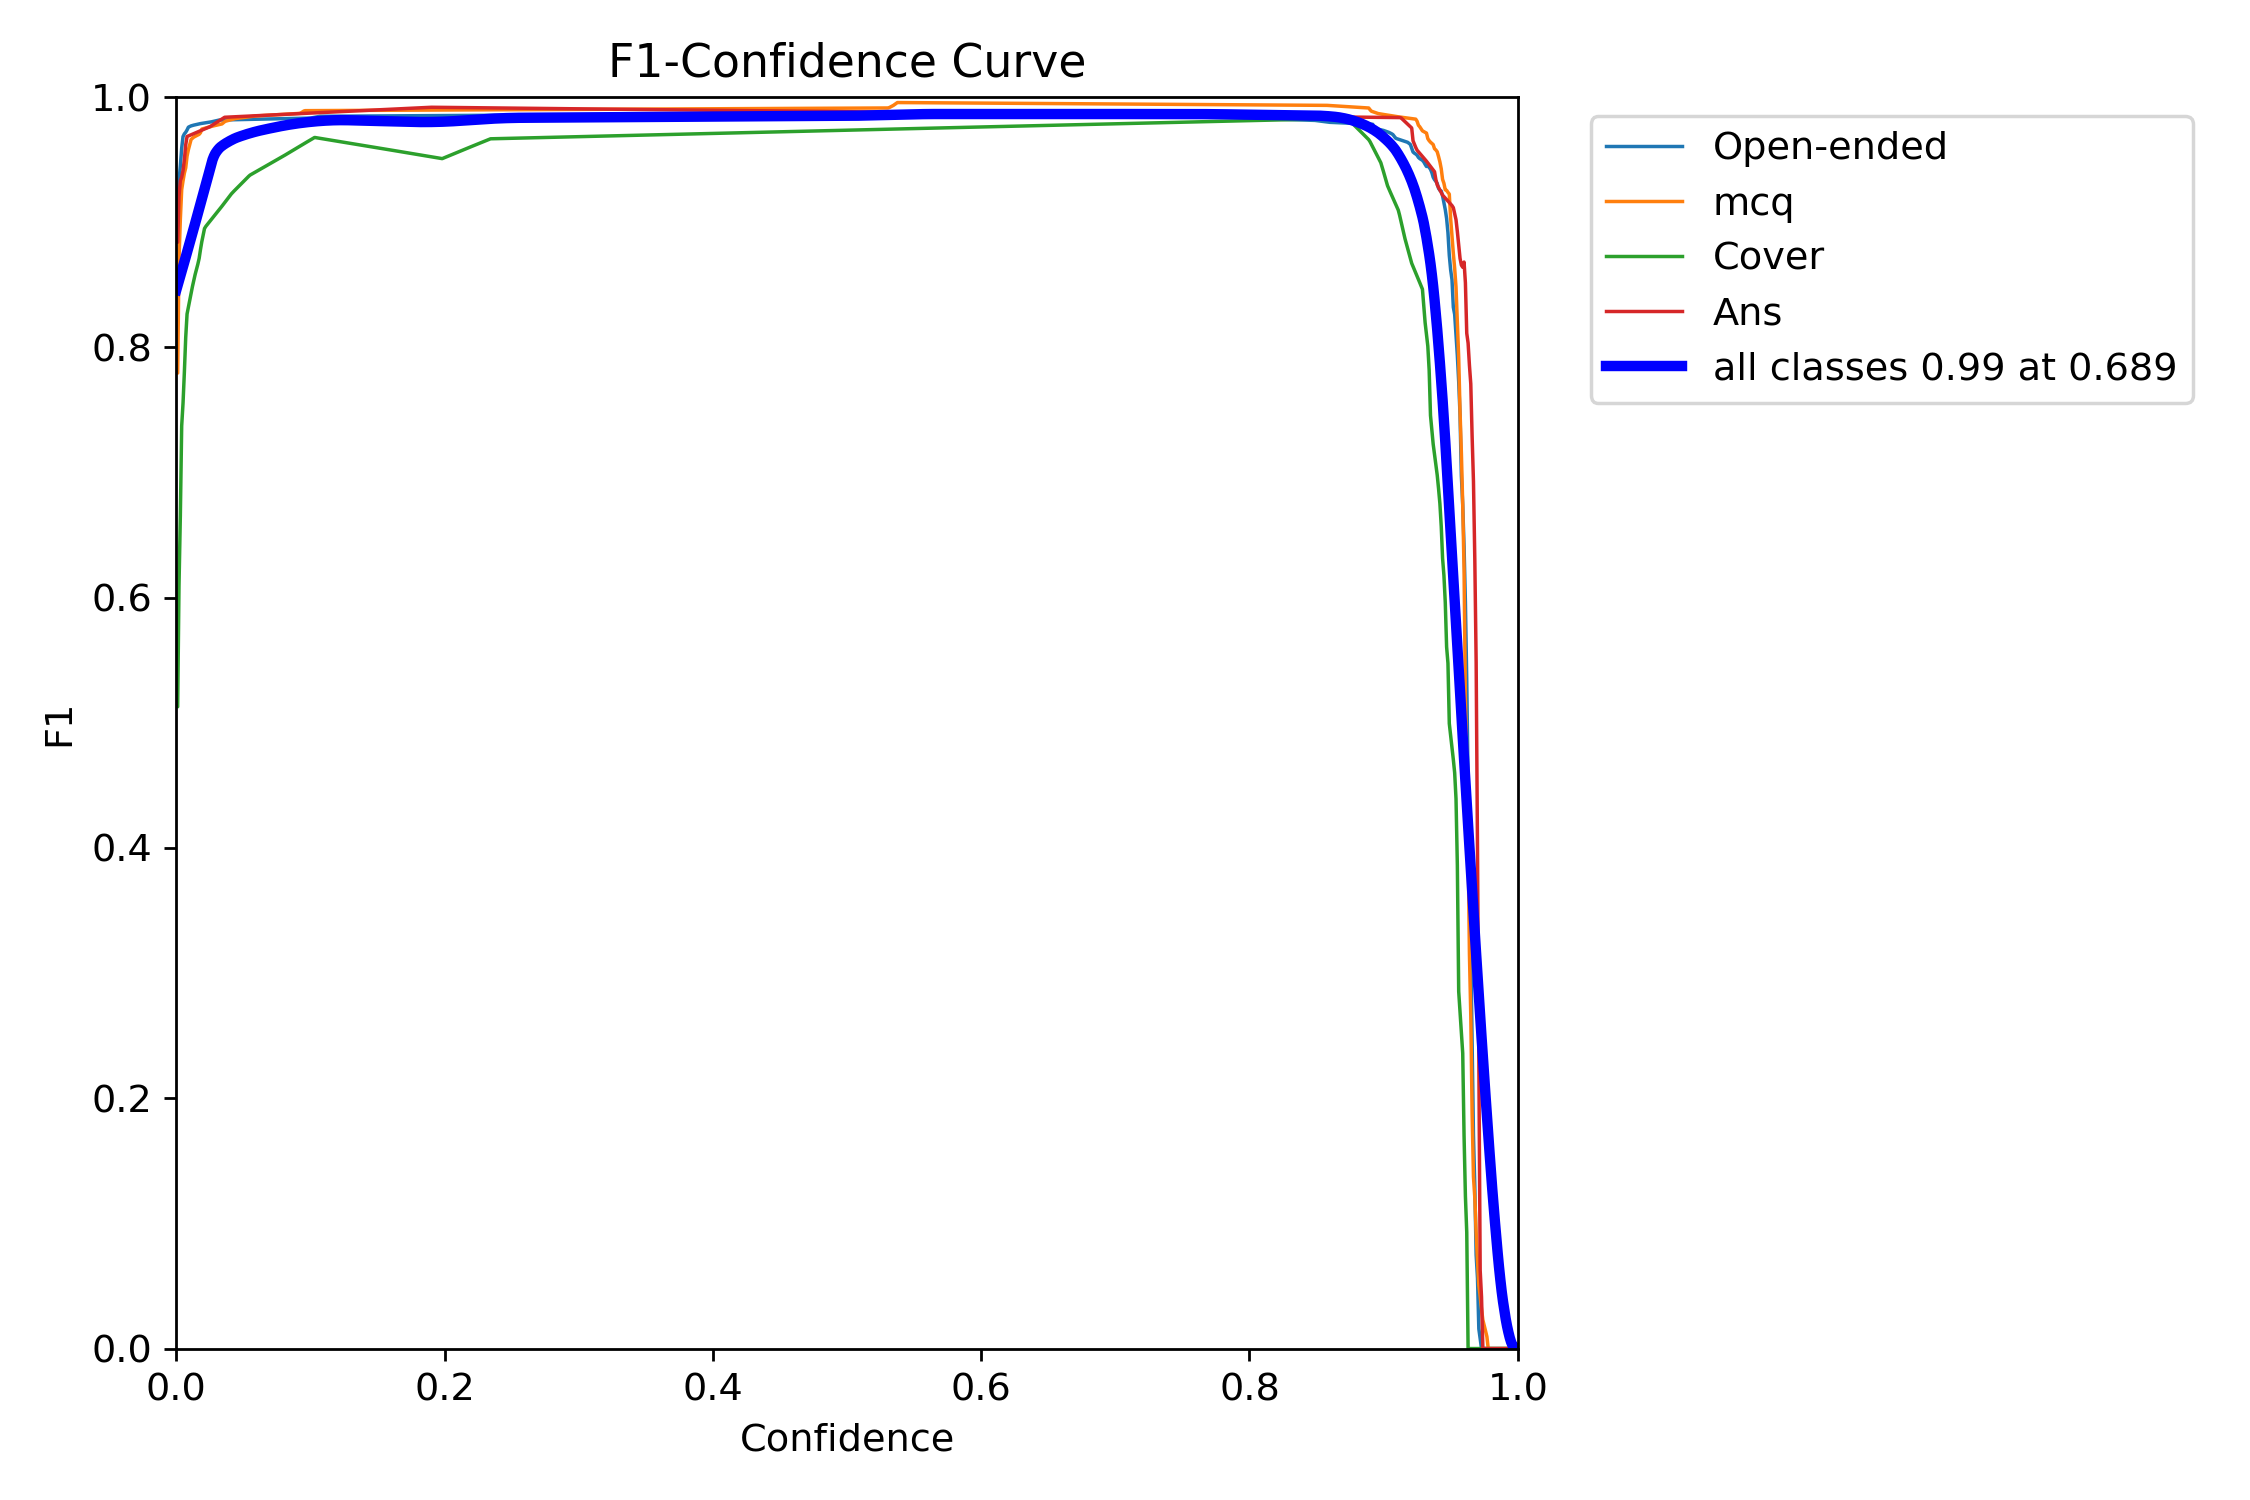 F1-Confidence Curve
1.0
0.8
0.6
0.4
0.2
0.0
F1
0.0 0.2 0.4 0.6 0.8 1.0
Confidence
Open-ended
mcq
Cover
Ans
all classes 0.99 at 0.689